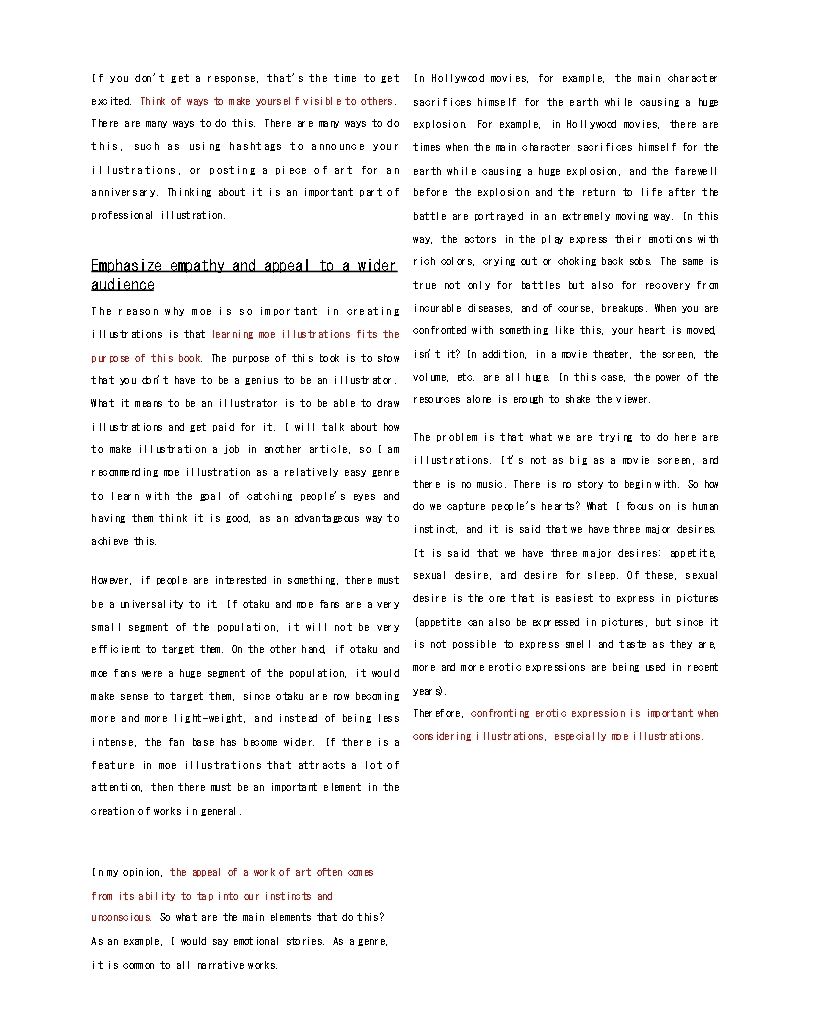 If you don't get a response, that's the time to get
excited. Think of ways to make yourself visible to others.
There are many ways to do this. There are many ways to do
this, such as using hashtags to announce your
illustrations, or posting a piece of art for an
anniversary. Thinking about it is an important part of
professional illustration.
Emphasize empathy and appeal to a wider
audience
The reason why moe is so important in creating
illustrations is that learning moe illustrations fits the
purpose of this book. The purpose of this book is to show
that you don't have to be a genius to be an illustrator.
What it means to be an illustrator is to be able to draw
illustrations and get paid for it. I will talk about how
to make illustration a job in another article, so I am
recommending moe illustration as a relatively easy genre
to learn with the goal of catching people's eyes and
having them think it is good, as an advantageous way to
achieve this.
However, if people are interested in something, there must
be a universality to it. If otaku and moe fans are a very
small segment of the population, it will not be very
efficient to target them. On the other hand, if otaku and
moe fans were a huge segment of the population, it would
make sense to target them, since otaku are now becoming
more and more light-weight, and instead of being less
intense, the fan base has become wider. If there is a
feature in moe illustrations that attracts a lot of
attention, then there must be an important element in the
creation of works in general.
In my opinion, the appeal of a work of art often comes
from its ability to tap into our instincts and
unconscious. So what are the main elements that do this?
As an example, I would say emotional stories. As a genre,
it is common to all narrative works.
In Hollywood movies, for example, the main character
sacrifices himself for the earth while causing a huge
explosion. For example, in Hollywood movies, there are
times when the main character sacrifices himself for the
earth while causing a huge explosion, and the farewell
before the explosion and the return to life after the
battle are portrayed in an extremely moving way. In this
way, the actors in the play express their emotions with
rich colors, crying out or choking back sobs. The same is
true not only for battles but also for recovery from
incurable diseases, and of course, breakups. When you are
confronted with something like this, your heart is moved,
isn't it? In addition, in a movie theater, the screen, the
volume, etc. are all huge. In this case, the power of the
resources alone is enough to shake the viewer.
The problem is that what we are trying to do here are
illustrations. It's not as big as a movie screen, and
there is no music. There is no story to begin with. So how
do we capture people's hearts? What I focus on is human
instinct, and it is said that we have three major desires.
It is said that we have three major desires: appetite,
sexual desire, and desire for sleep. Of these, sexual
desire is the one that is easiest to express in pictures
(appetite can also be expressed in pictures, but since it
is not possible to express smell and taste as they are,
more and more erotic expressions are being used in recent
years).
Therefore, confronting erotic expression is important when
considering illustrations, especially moe illustrations.